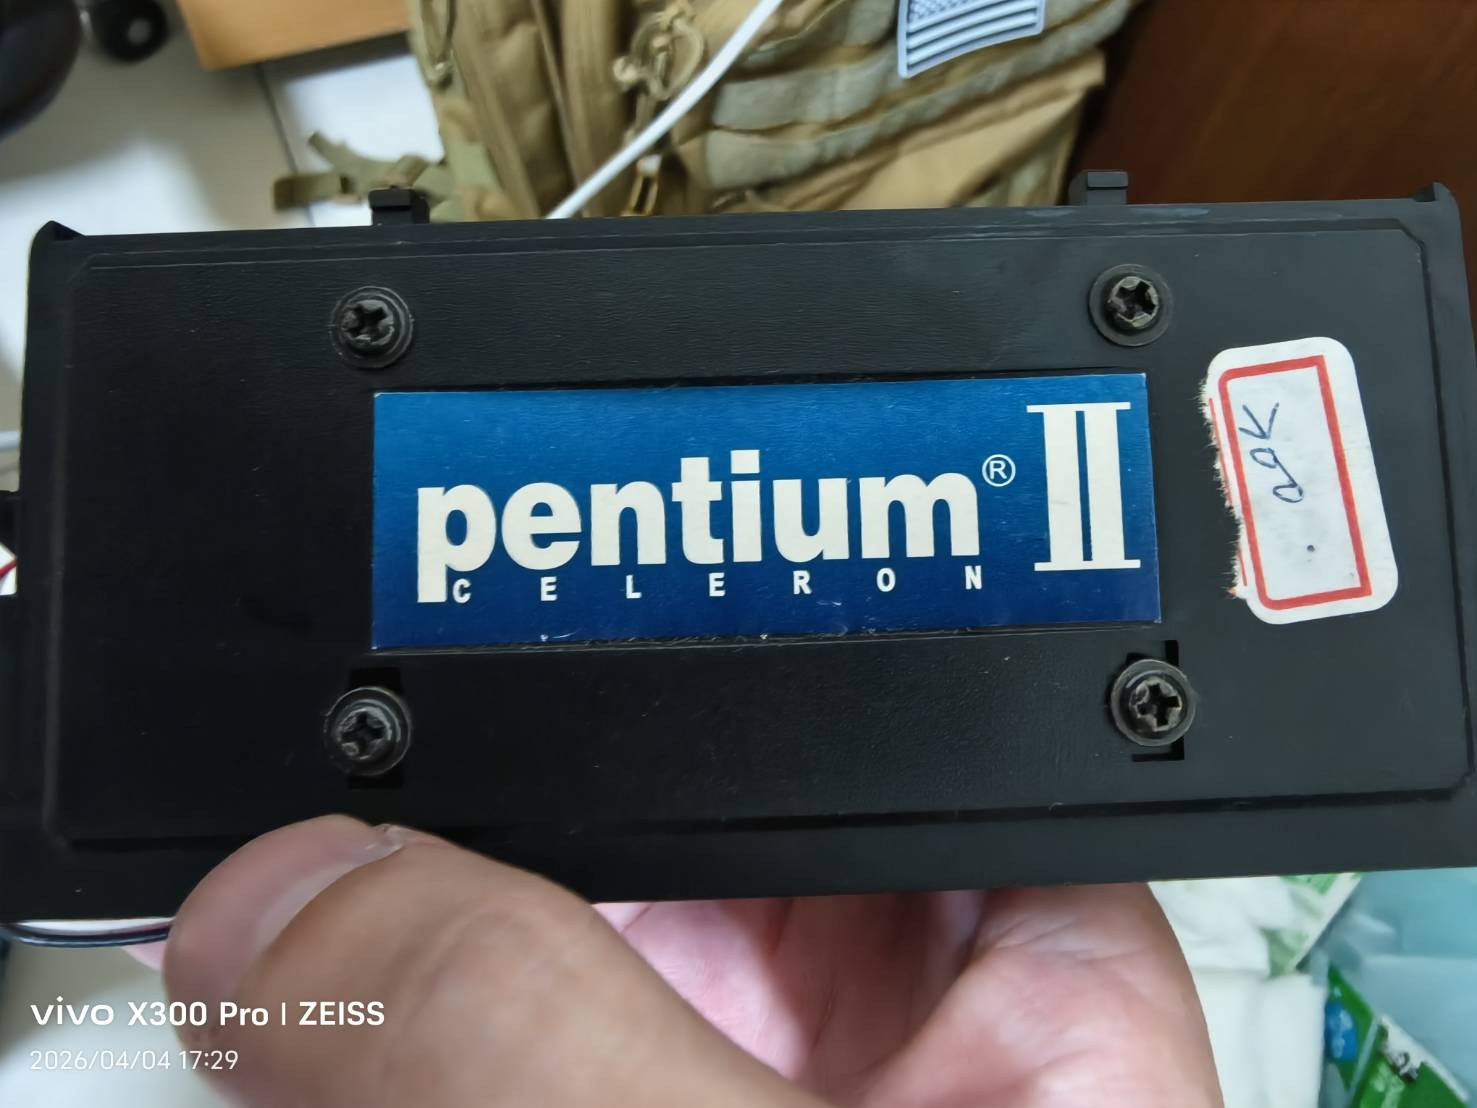 pentium® II
CELERON
vivo X300 Pro | ZEISS
2026/04/04 17:29